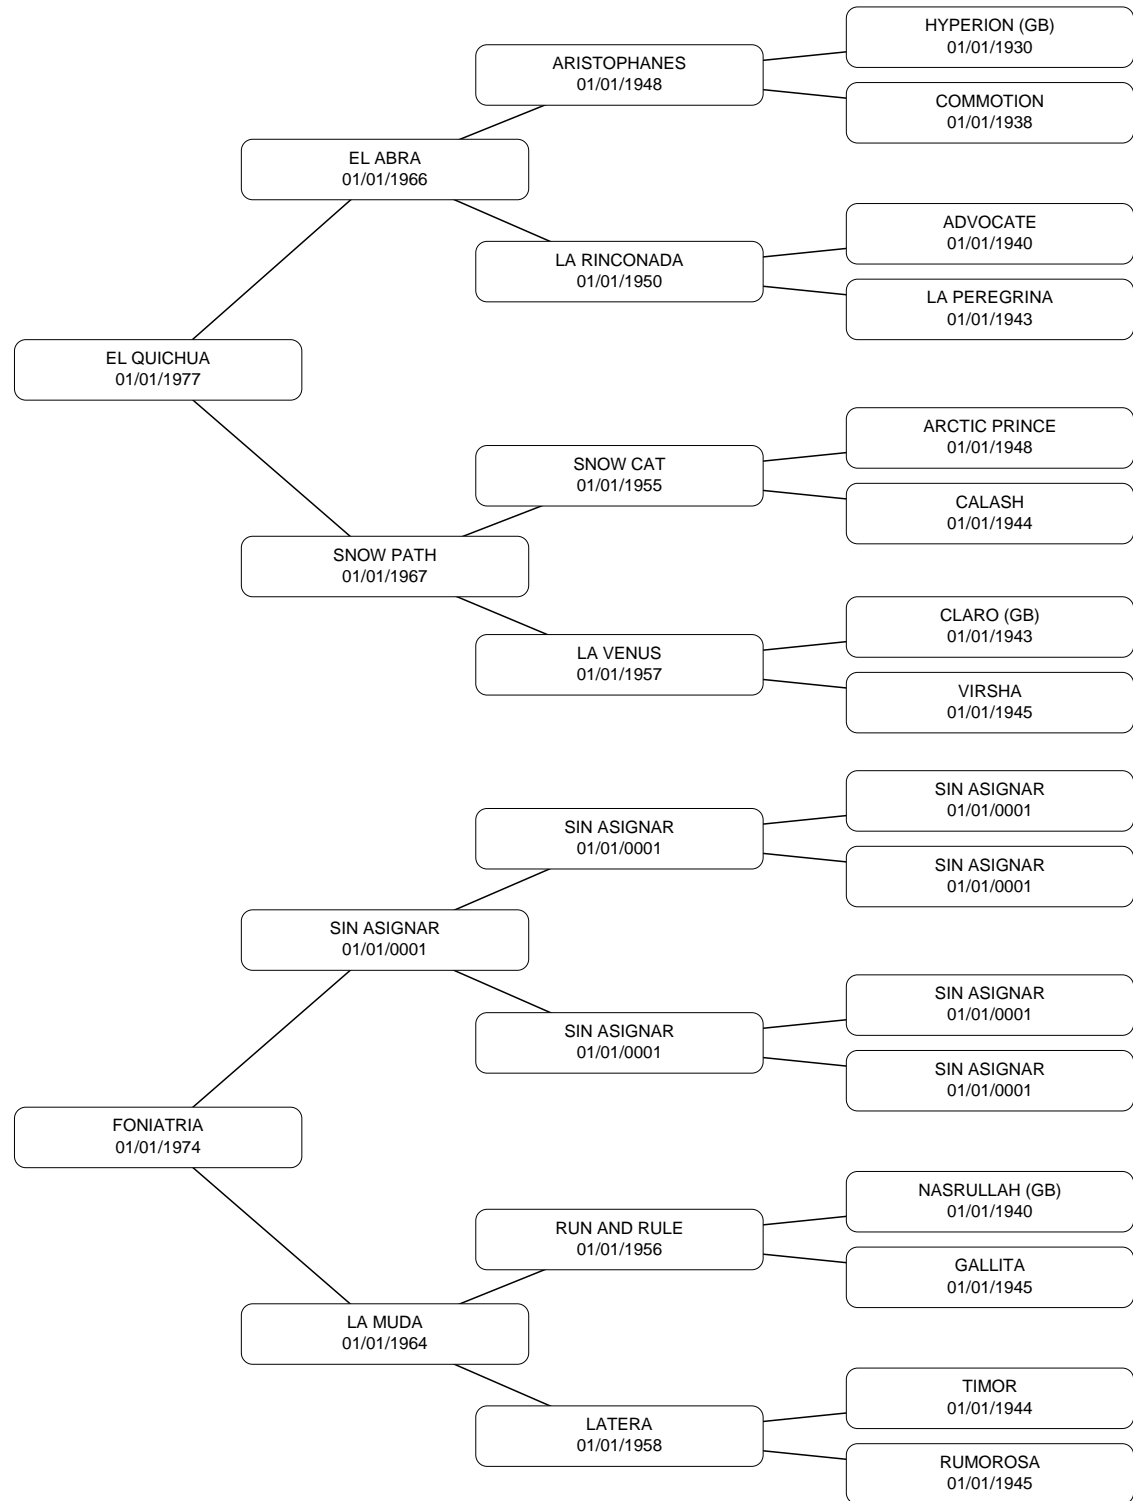 HYPERION (GB)
01/01/1930
ARISTOPHANES
01/01/1948
COMMOTION
01/01/1938
EL ABRA
01/01/1966
ADVOCATE
01/01/1940
LA RINCONADA
01/01/1950
LA PEREGRINA
01/01/1943
EL QUICHUA
01/01/1977
ARCTIC PRINCE
01/01/1948
SNOW CAT
01/01/1955
CALASH
01/01/1944
SNOW PATH
01/01/1967
CLARO (GB)
01/01/1943
LA VENUS
01/01/1957
VIRSHA
01/01/1945
SIN ASIGNAR
01/01/0001
SIN ASIGNAR
01/01/0001
SIN ASIGNAR
01/01/0001
SIN ASIGNAR
01/01/0001
SIN ASIGNAR
01/01/0001
SIN ASIGNAR
01/01/0001
SIN ASIGNAR
01/01/0001
FONIATRIA
01/01/1974
NASRULLAH (GB)
01/01/1940
RUN AND RULE
01/01/1956
GALLITA
01/01/1945
LA MUDA
01/01/1964
TIMOR
01/01/1944
LATERA
01/01/1958
RUMOROSA
01/01/1945